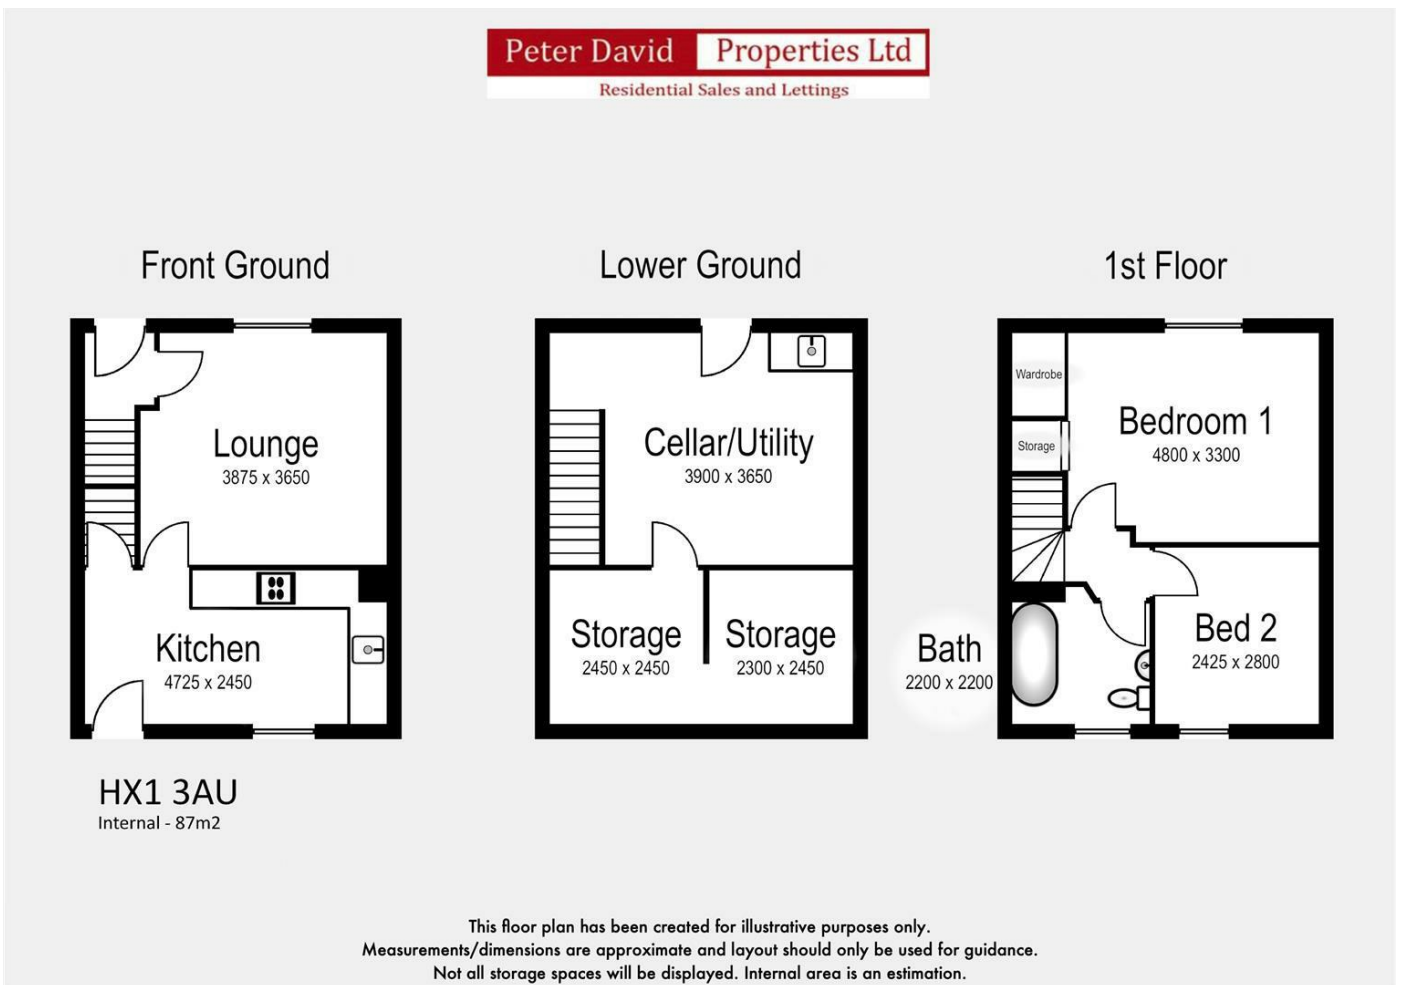 Peter David Properties Ltd
Residential Sales and Lettings
Front Ground
Lower Ground
1st Floor
Wardrobe
Storage
Bedroom 1
4800 x 3300
Lounge
3875 x 3650
Cellar/Utility
3900 x 3650
Kitchen
4725 x 2450
Storage
2450 x 2450
Storage
2300 x 2450
Bath
2200 x 2200
Bed 2
2425 x 2800
HX1 3AU
Internal - 87m2
This floor plan has been created for illustrative purposes only.
Measurements/dimensions are approximate and layout should only be used for guidance.
Not all storage spaces will be displayed. Internal area is an estimation.